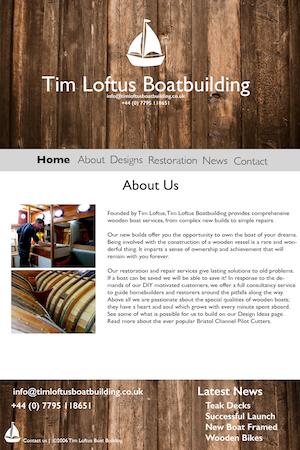 Tim Loftus Boatbuilding
info@timloftusboatbuilding.co.uk
+44 (0) 7795 118651
Home About Designs Restoration News Contact
About Us
Founded by Tim Loftus, Tim Loftus Boatbuilding provides comprehensive
wooden boat services, from complex new builds to simple repairs.
Our new builds offer you the opportunity to own the boat of your dreams.
Being involved with the construction of a wooden vessel is a rare and won-
derful thing. It imparts a sense of ownership and achievement that will
remain with you forever.
Our restoration and repair services give lasting solutions to old problems.
If a boat can be saved we will be able to save it! In response to the de-
mands of our DIY motivated customers, we offer a full consultancy service
to guide homebuilders and restorers around the pitfalls along the way.
Above all we are passionate about the special qualities of wooden boats;
they have a heart and soul which grows with every minute spent aboard.
See some of what is possible for us to build on our Design Ideas page.
Read more about the ever popular Bristol Channel Pilot Cutters.
info@timloftusboatbuilding.co.uk
+44 (0) 7795 118651
Contact us | ©2006 Tim Loftus Boat Building
Latest News
Teak Decks
Successful Launch
New Boat Framed
Wooden Bikes